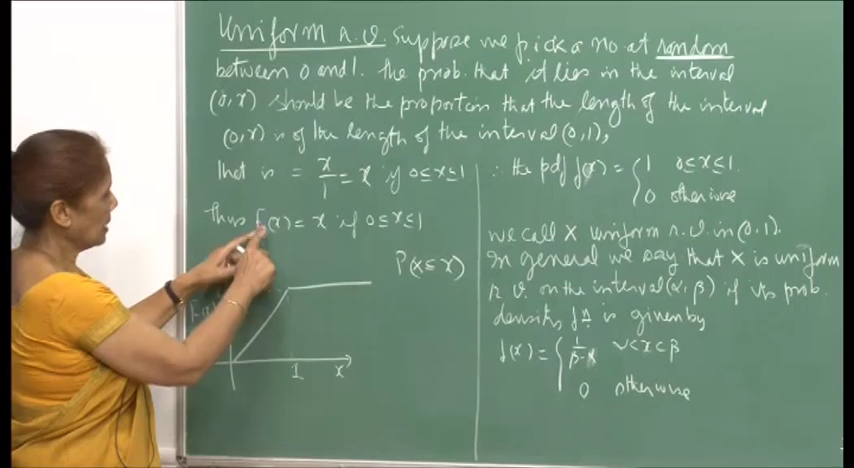 Uniform r.v. Suppose we pick a no. at random
between 0 and 1. The prob. that it lies in the interval
(0,x) should be the proportion that the length of the interval
(0,x) is of the length of the interval (0,1),
that is = x/1 = x if 0≤x≤1
Thus F(x) = x if 0≤x≤1
P(X≤x)
F(x)
1 x
∴ the pdf f(x) = { 1 0≤x≤1
0 otherwise
we call X uniform r.v. in (0,1).
In general we say that X is uniform
r.v. on the interval (α,β) if its prob.
density fn. is given by
f(x) = { 1/(β-α) α<x<β
0 otherwise